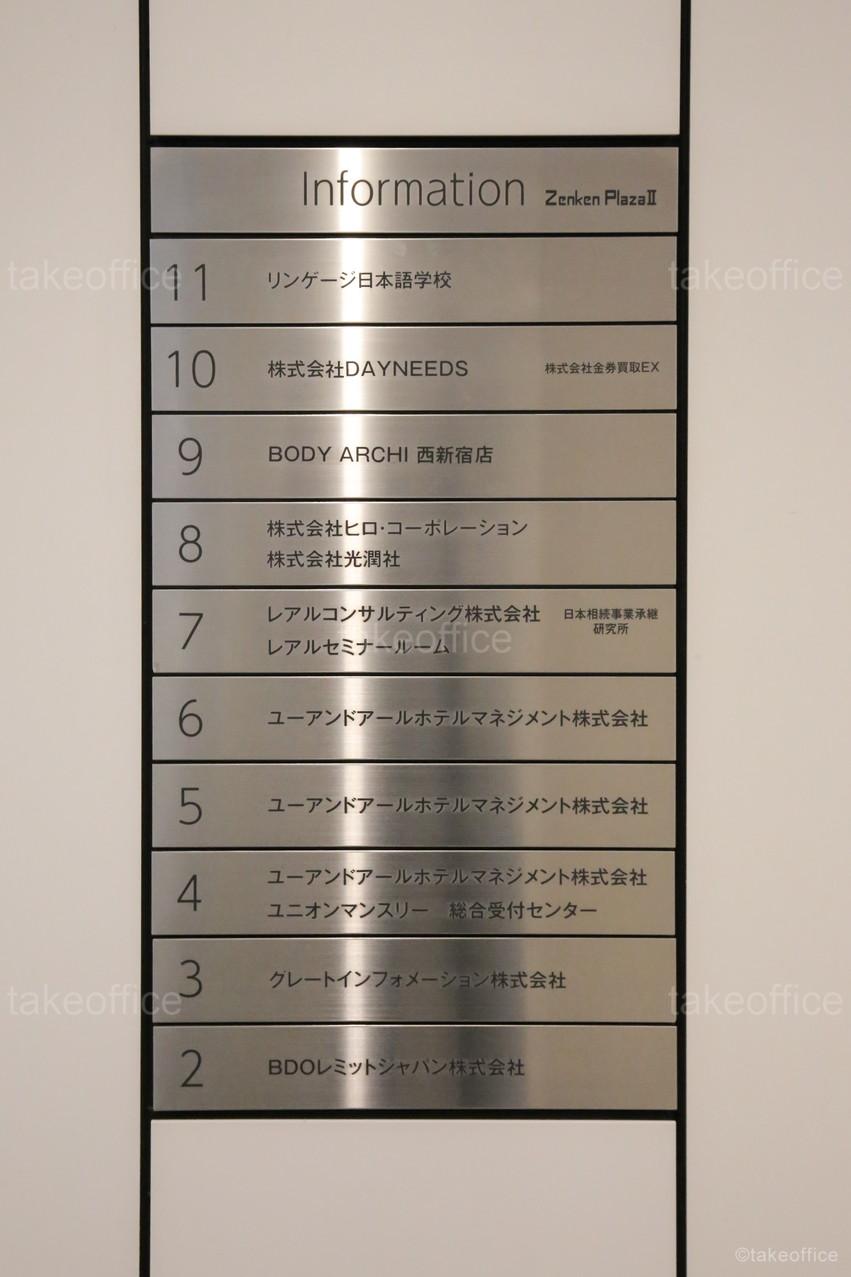 Information Zenken PlazaⅡ
takeoffice takeoffice
11 リンゲージ日本語学校
10 株式会社DAYNEEDS 株式会社金券買取EX
9 BODY ARCHI 西新宿店
8 株式会社ヒロ·コーポレーション
株式会社光潤社
7 レアルコンサルティング株式会社 日本相続事業承継
研究所
レアルセミナールーム
takeoffice
6 ユーアンドアールホテルマネジメント株式会社
5 ユーアンドアールホテルマネジメント株式会社
4 ユーアンドアールホテルマネジメント株式会社
ユニオンマンスリー　総合受付センター
3 グレートインフォメーション株式会社
takeoffice takeoffice
2 BDOレミットジャパン株式会社
©takeoffice